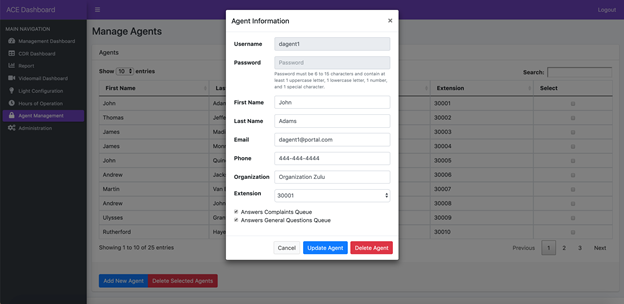 ACE Dashboard
Logout
MAIN NAVIGATION
Management Dashboard
CDR Dashboard
Report
Videomail Dashboard
Light Configuration
Hours of Operation
Agent Management
Administration
Manage Agents
Agents
Show 10 entries
Search:
First Name Las Extension Select
John Adam 30001
Thomas Jeffe 30002
James Madi 30003
James Monr 30004
John Quin 30005
Andrew Jack 30006
Martin Van 30007
Andrew John 30008
Ulysses Gran 30009
Rutherford Haye 30010
Showing 1 to 10 of 25 entries
Previous 1 2 3 Next
Add New Agent Delete Selected Agents
Agent Information ×
Username dagent1
Password Password
Password must be 6 to 15 characters and contain at
least 1 uppercase letter, 1 lowercase letter, 1 number,
and 1 special character.
First Name John
Last Name Adams
Email dagent1@portal.com
Phone 444-444-4444
Organization Organization Zulu
Extension 30001
Answers Complaints Queue
Answers General Questions Queue
Cancel Update Agent Delete Agent